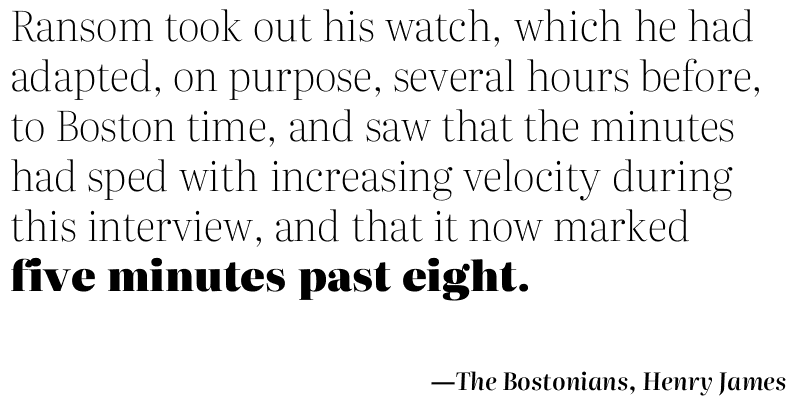 Ransom took out his watch, which he had
adapted, on purpose, several hours before,
to Boston time, and saw that the minutes
had sped with increasing velocity during
this interview, and that it now marked
five minutes past eight.
—The Bostonians, Henry James